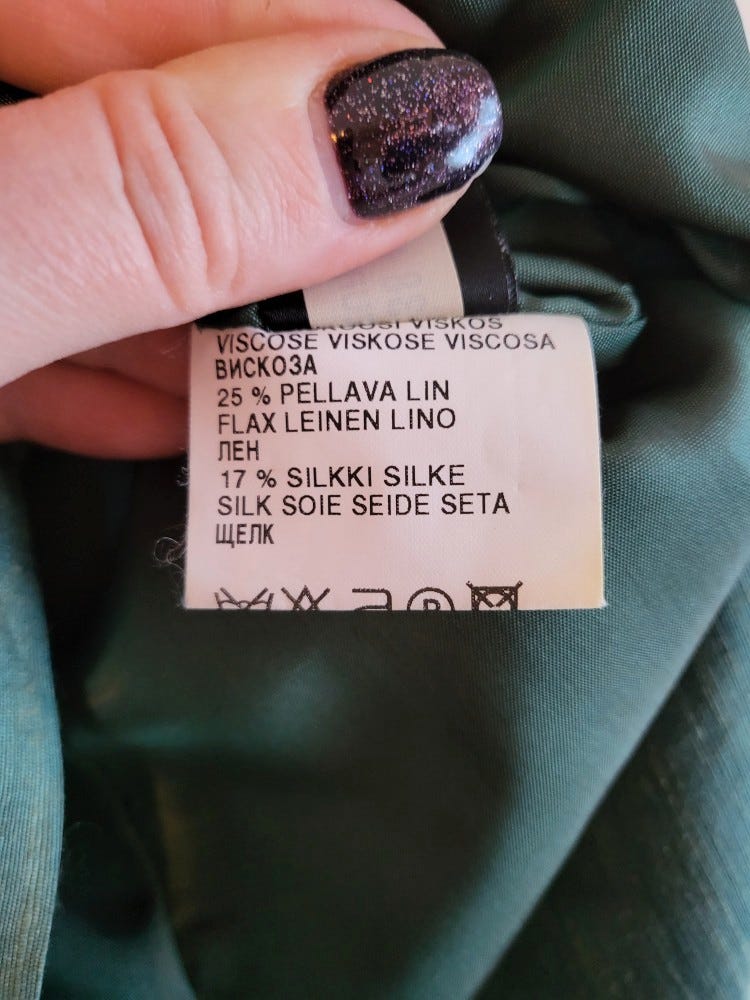 VISKOS
VISCOSE VISKOSE VISCOSA
ВИСКОЗА
25 % PELLAVA LIN
FLAX LEINEN LINO
ЛЕН
17 % SILKKI SILKE
SILK SOIE SEIDE SETA
ЩЕЛК